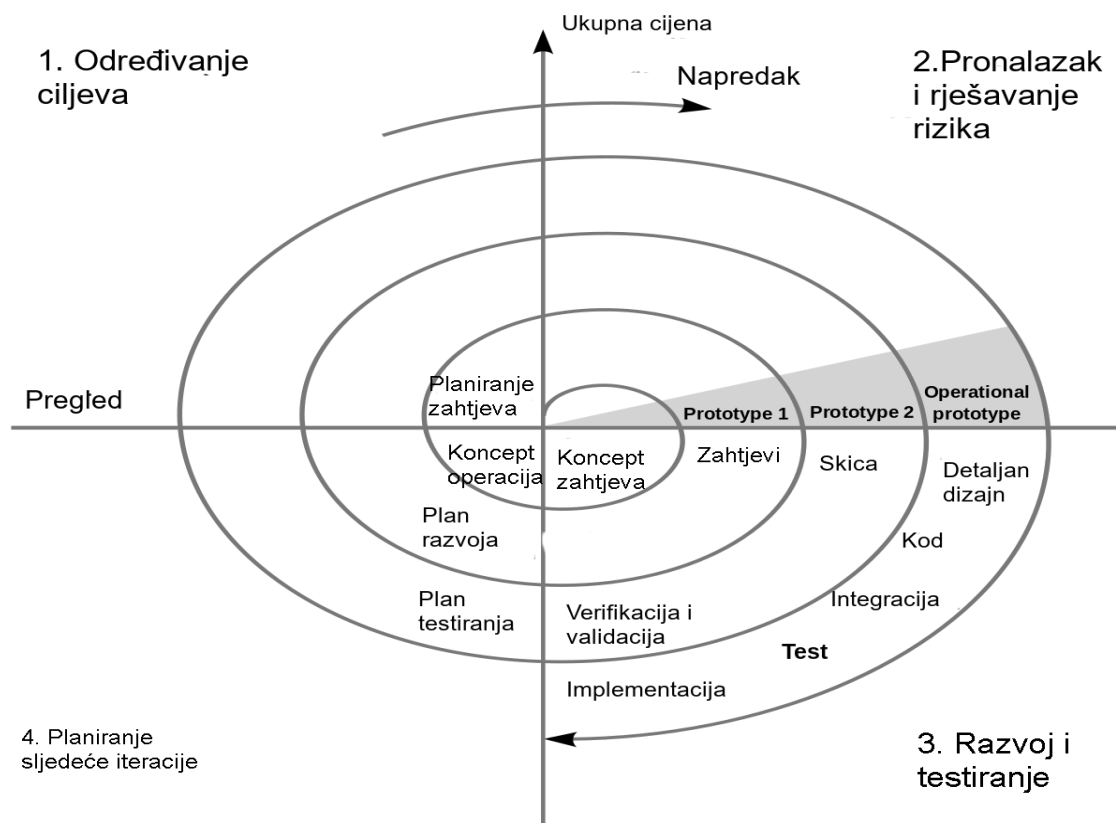 Ukupna cijena
1. Određivanje
ciljeva
Napredak
2.Pronalazak
i rješavanje
rizika
Pregled
Planiranje
zahtjeva
Prototype 1
Prototype 2
Operational
prototype
Koncept
operacija
Koncept
zahtjeva
Zahtjevi
Skica
Detaljan
dizajn
Plan
razvoja
Kod
Plan
testiranja
Verifikacija i
validacija
Integracija
Test
Implementacija
4. Planiranje
sljedeće iteracije
3. Razvoj i
testiranje